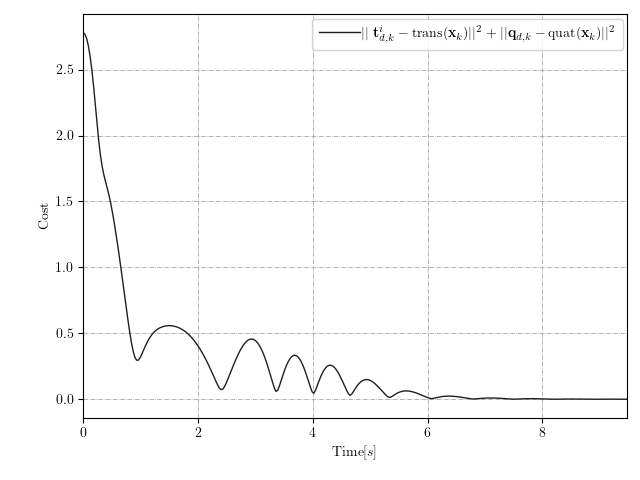 || t^i_{d,k} − trans(x_k)||^2 + ||q_{d,k} − quat(x_k)||^2
2.5
2.0
1.5
1.0
0.5
0.0
Cost
0 2 4 6 8
Time[s]